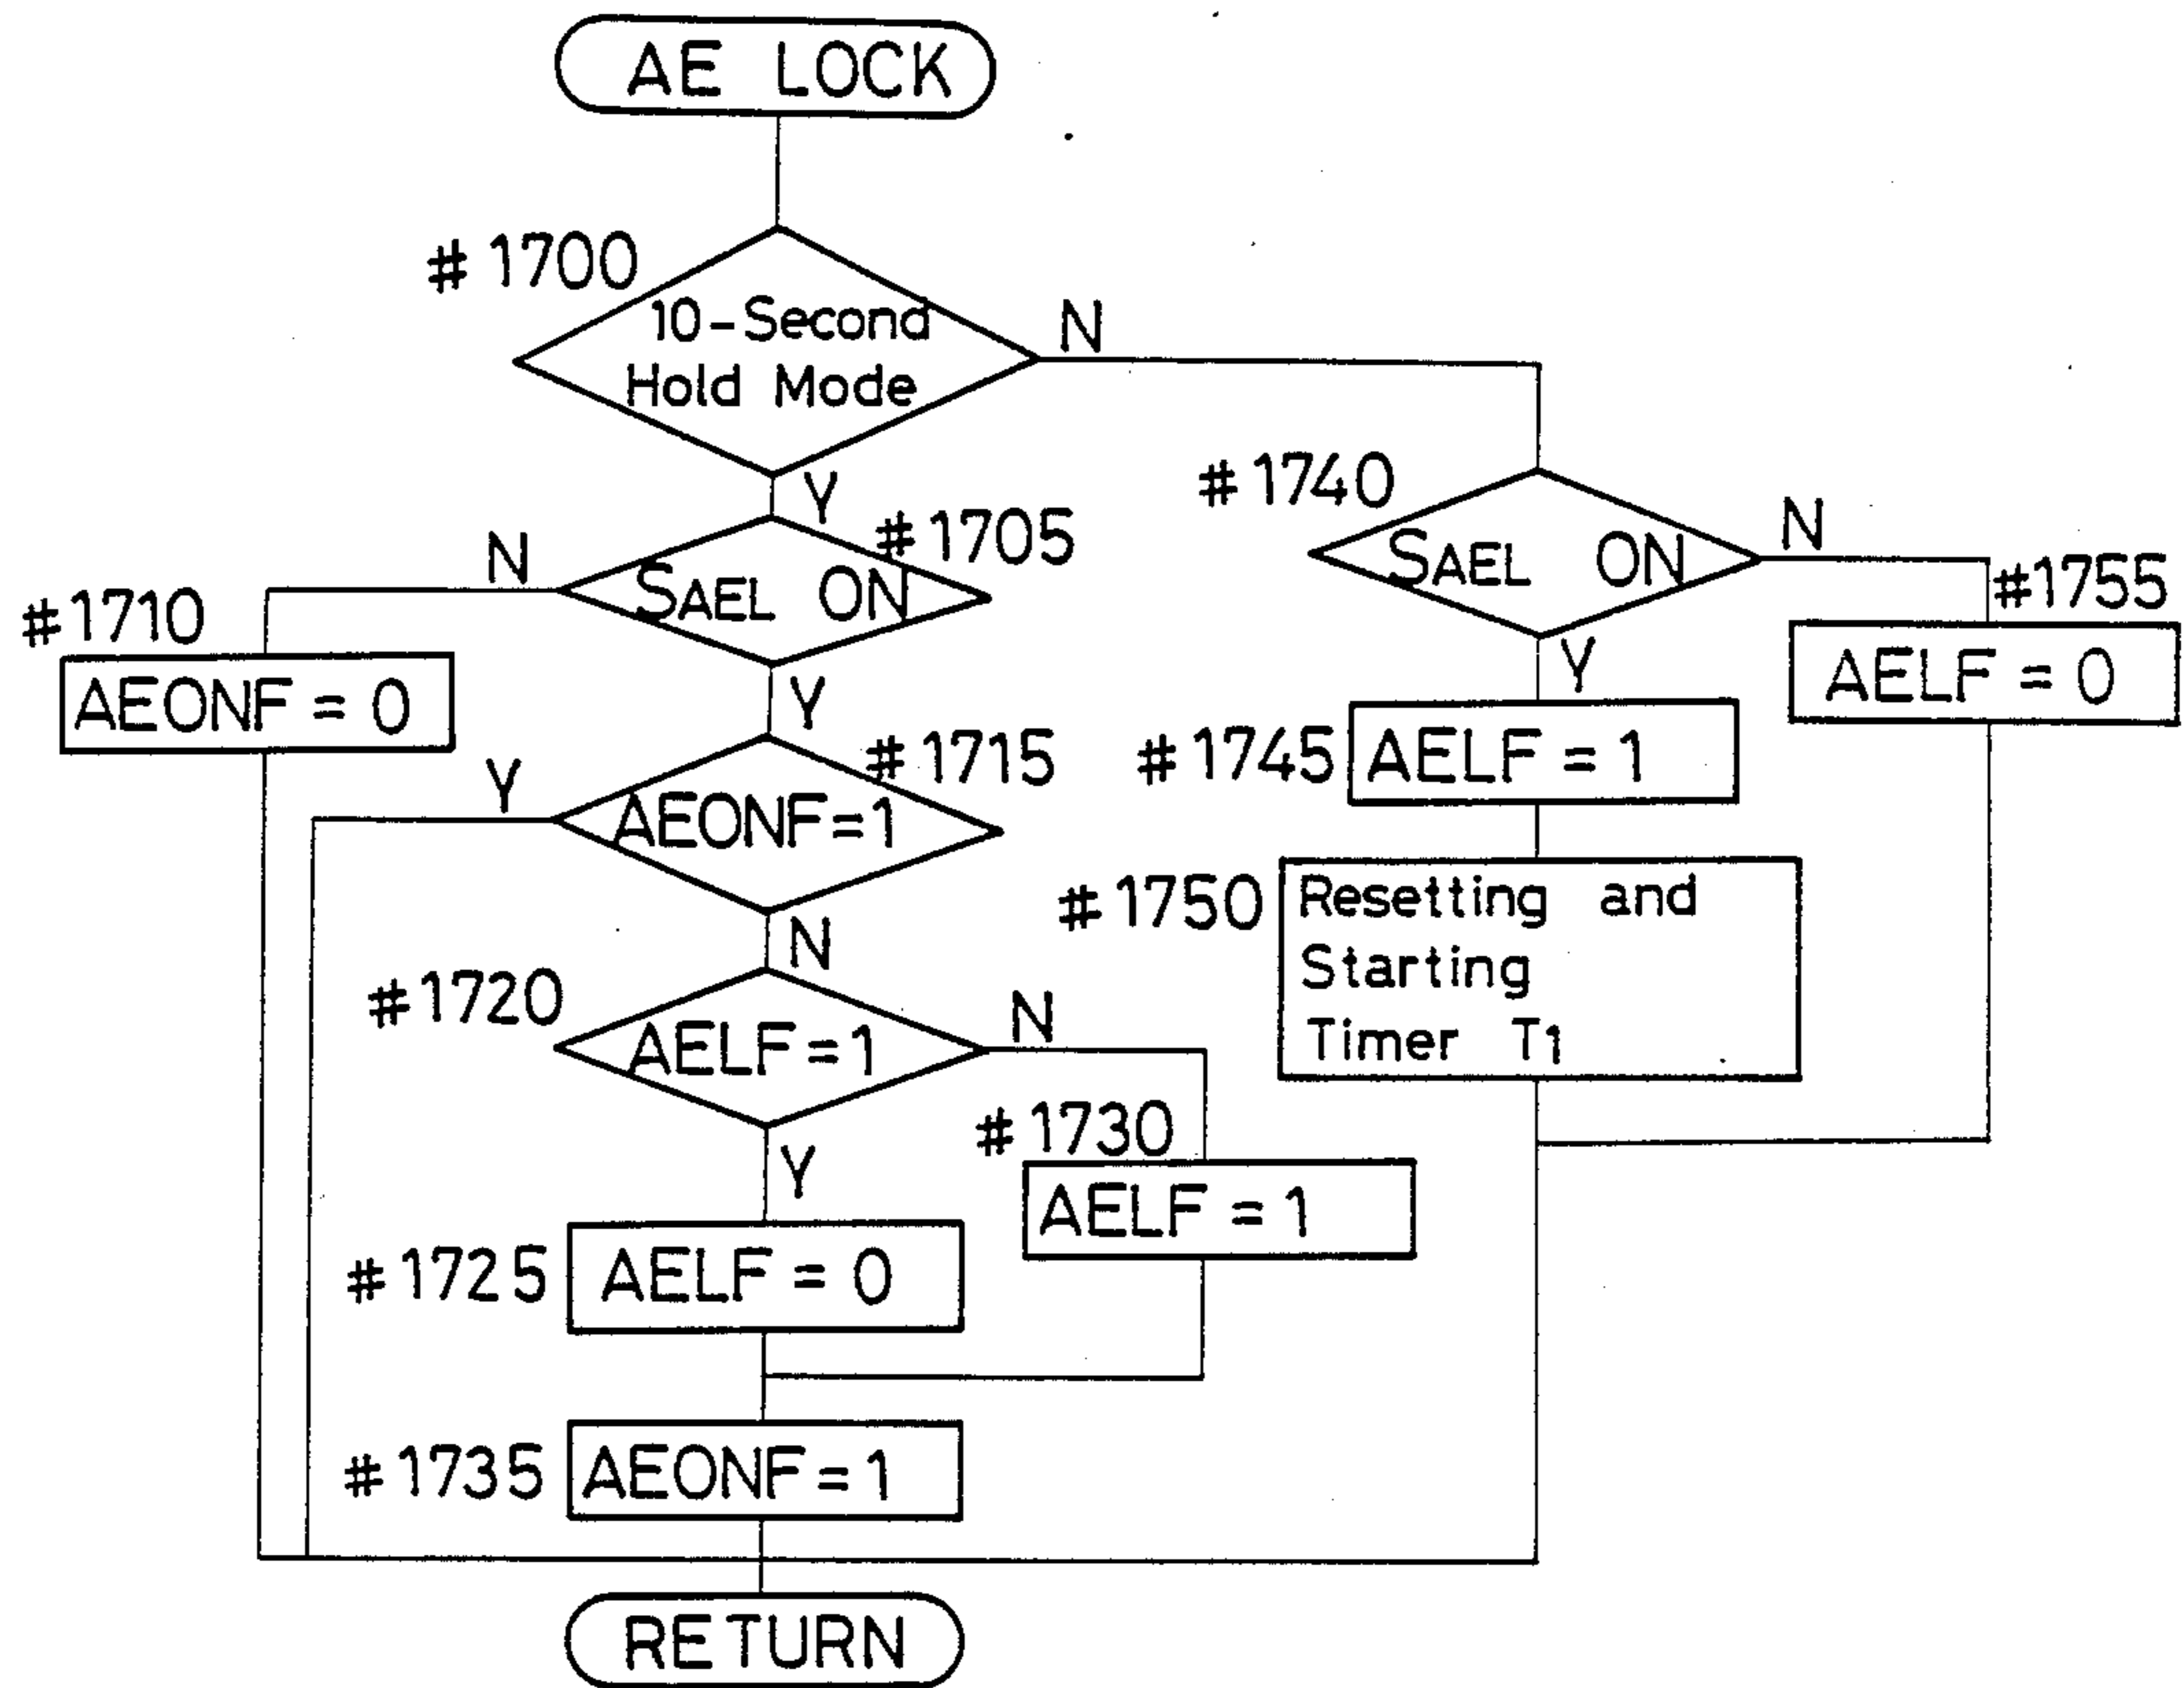 AE LOCK
#1700
10-Second
Hold Mode
N
Y
#1705
SAEL ON
N
#1710
AEONF = 0
Y
#1715
AEONF=1
Y
N
#1720
AELF=1
N
#1730
AELF = 1
Y
#1725
AELF = 0
#1735
AEONF = 1
#1740
SAEL ON
N
#1755
AELF = 0
Y
#1745
AELF = 1
#1750
Resetting and
Starting
Timer T1
RETURN